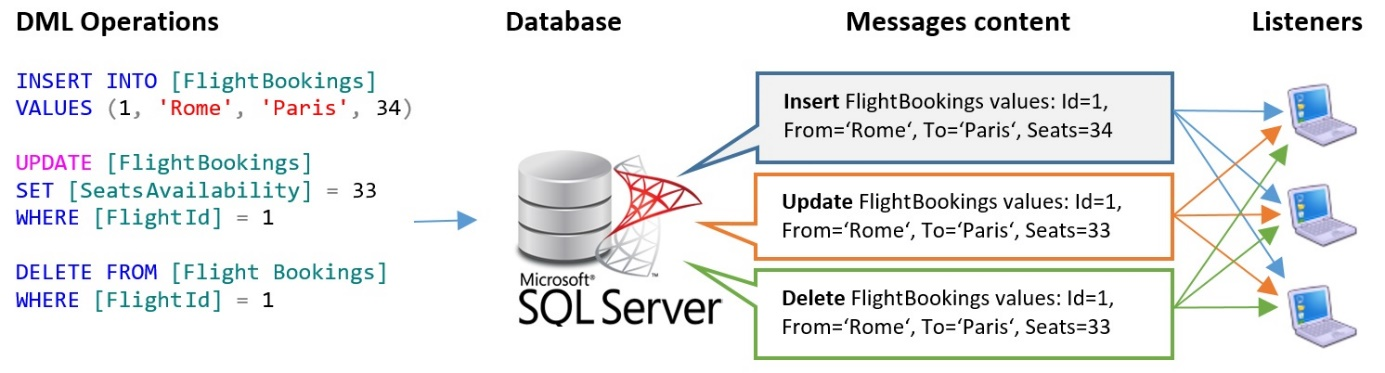 DML Operations
Database
Messages content
Listeners
INSERT INTO [FlightBookings]
VALUES (1, 'Rome', 'Paris', 34)
UPDATE [FlightBookings]
SET [SeatsAvailability] = 33
WHERE [FlightId] = 1
DELETE FROM [Flight Bookings]
WHERE [FlightId] = 1
Microsoft®
SQL Server
™
Insert FlightBookings values: Id=1,
From=‘Rome‘, To=‘Paris‘, Seats=34
Update FlightBookings values: Id=1,
From=‘Rome‘, To=‘Paris‘, Seats=33
Delete FlightBookings values: Id=1,
From=‘Rome‘, To=‘Paris‘, Seats=33